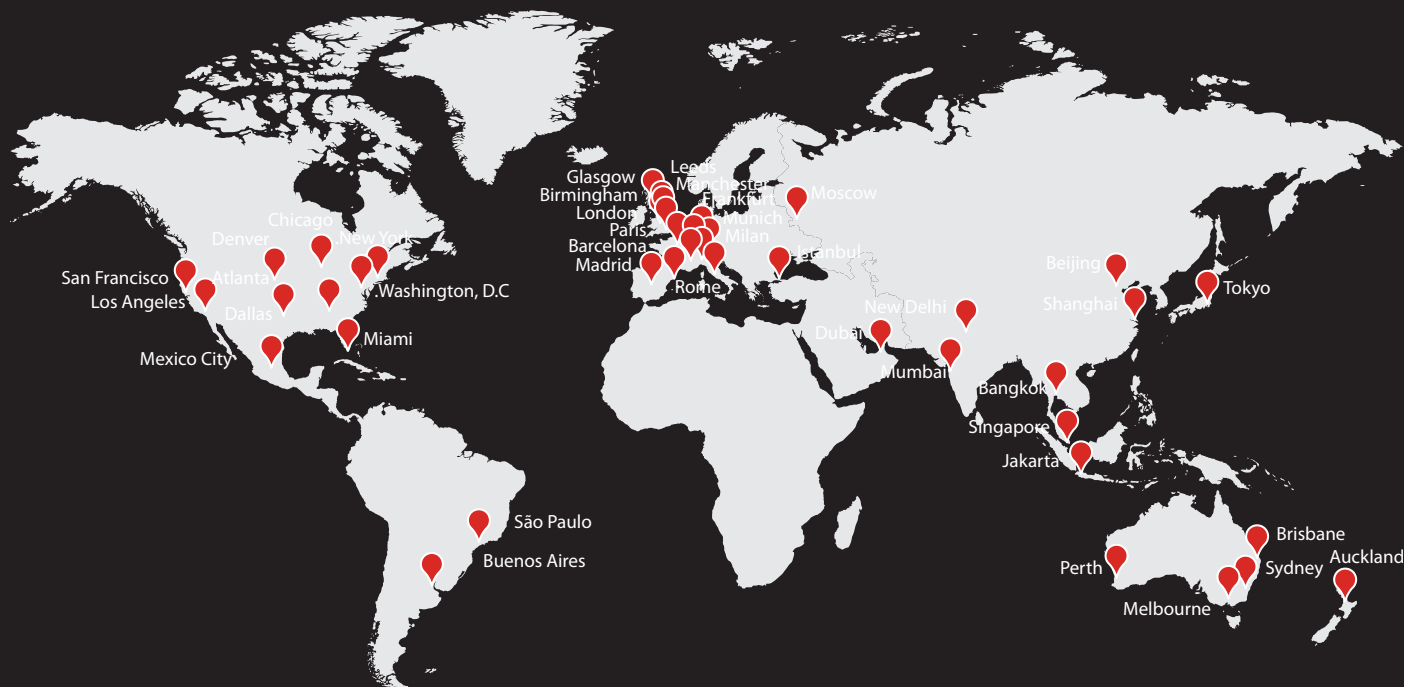 Glasgow
Leeds
Birmingham
Manchester
London
Frankfurt
Paris
Munich
Barcelona
Milan
Madrid
Rome
Moscow
Istanbul
Chicago
Denver
New York
San Francisco
Atlanta
Los Angeles
Washington, D.C
Dallas
Miami
Mexico City
São Paulo
Buenos Aires
Beijing
Tokyo
Shanghai
New Delhi
Dubai
Mumbai
Bangkok
Singapore
Jakarta
Brisbane
Auckland
Perth
Sydney
Melbourne